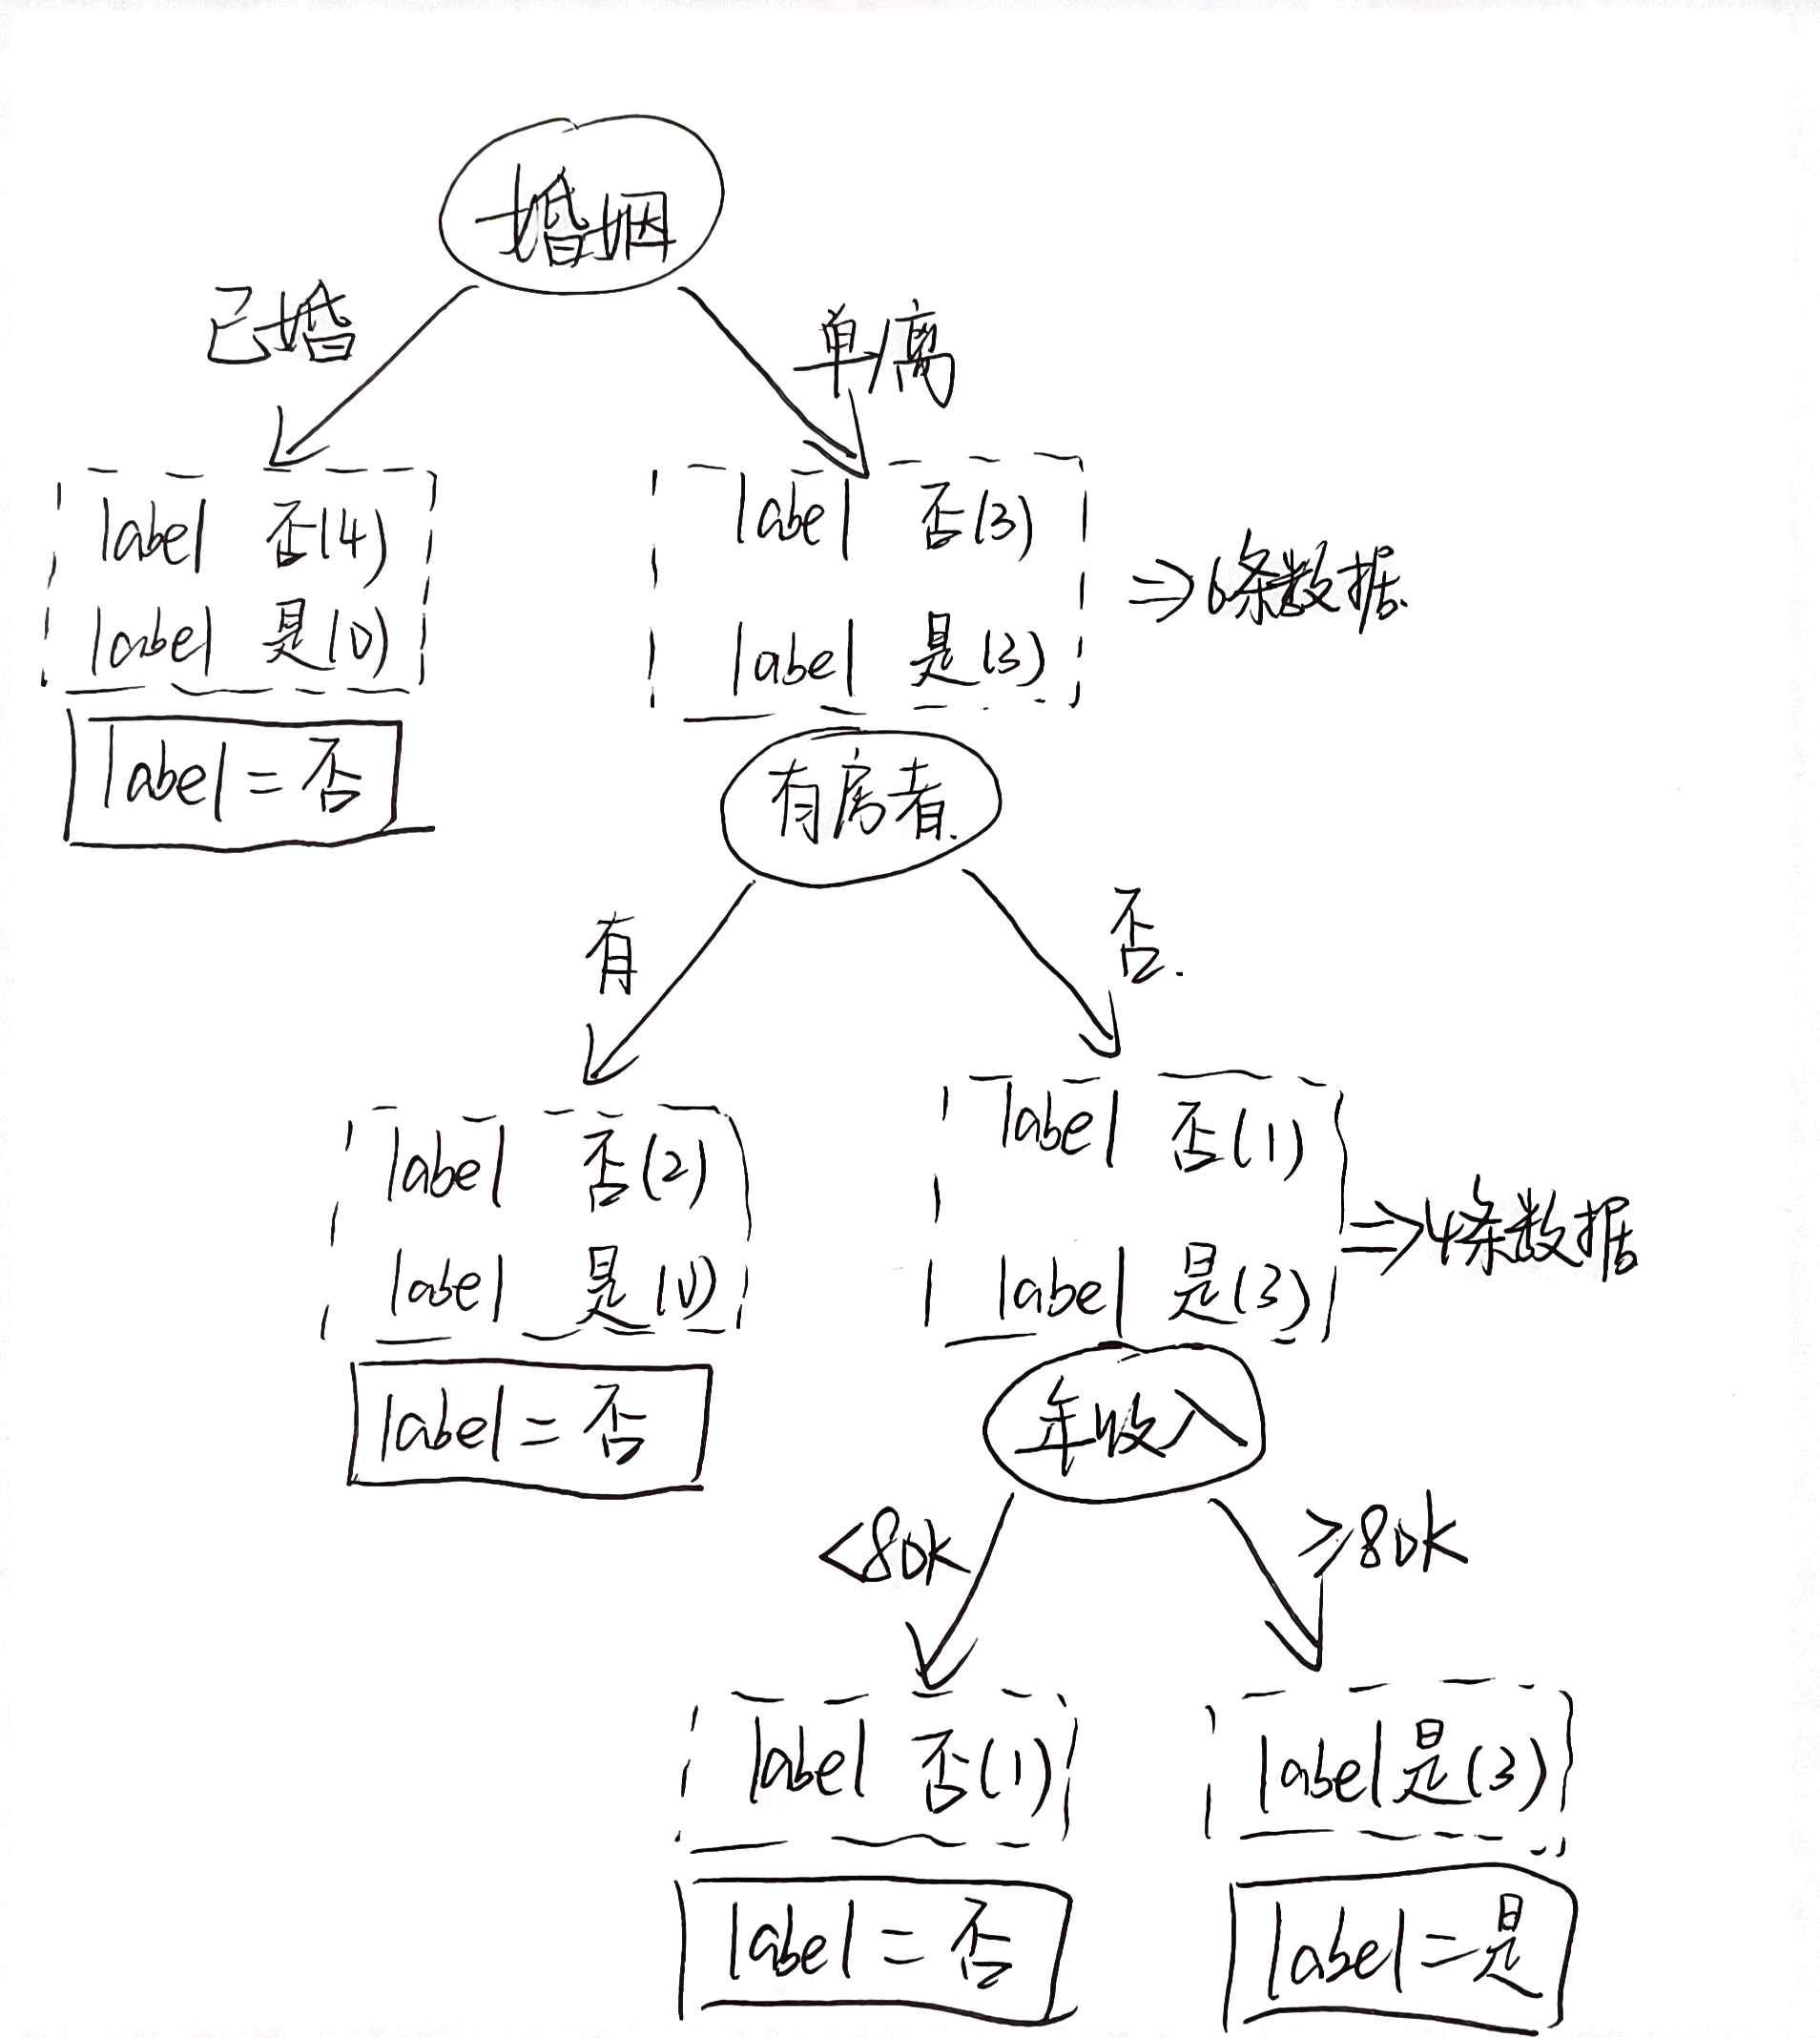 婚姻
已婚
单/离
label 否(4)
label 是(0)
label 否(3)
label 是(3)
⇒6条数据.
label = 否
有房者.
有
否.
label 否(2)
label 是(0)
label 否(1)
label 是(3)
⇒4条数据
label = 否
年收入
<80k
≥80k
label 否(1)
label 是(3)
label = 否
label = 是